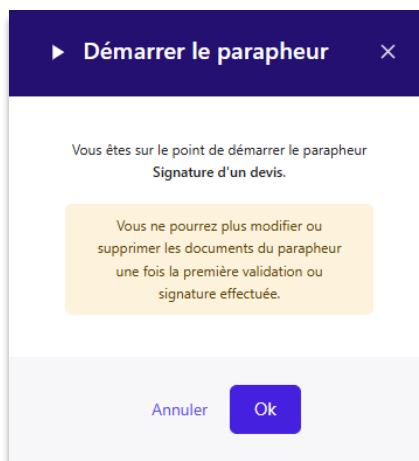 Démarrer le parapheur
Vous êtes sur le point de démarrer le parapheur
Signature d'un devis.
Vous ne pourrez plus modifier ou
supprimer les documents du parapheur
une fois la première validation ou
signature effectuée.
Annuler Ok